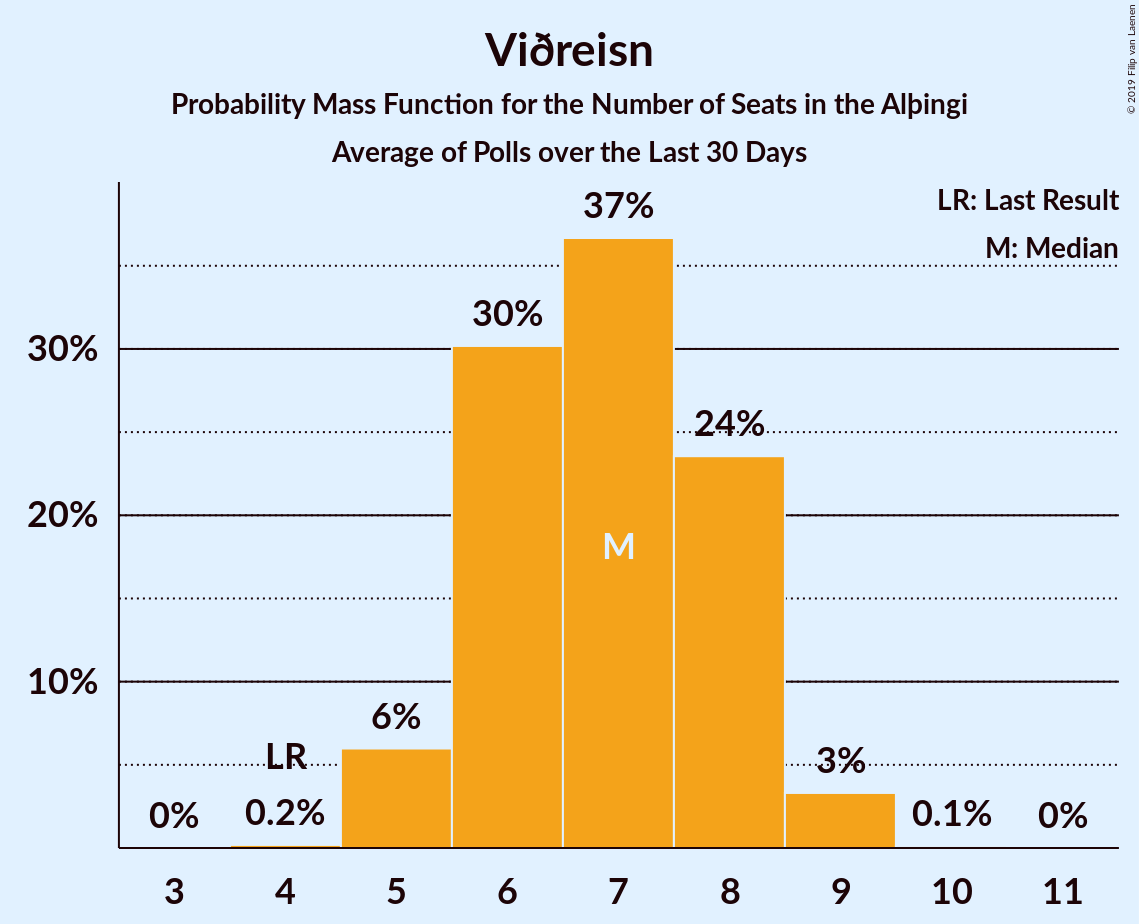 Viðreisn
Probability Mass Function for the Number of Seats in the Alþingi
Average of Polls over the Last 30 Days
© 2019 Filip van Laenen
LR: Last Result
M: Median
37%
30%
30%
24%
20%
M
10%
6%
LR
3%
0%
0.2%
0.1%
0%
3 4 5 6 7 8 9 10 11